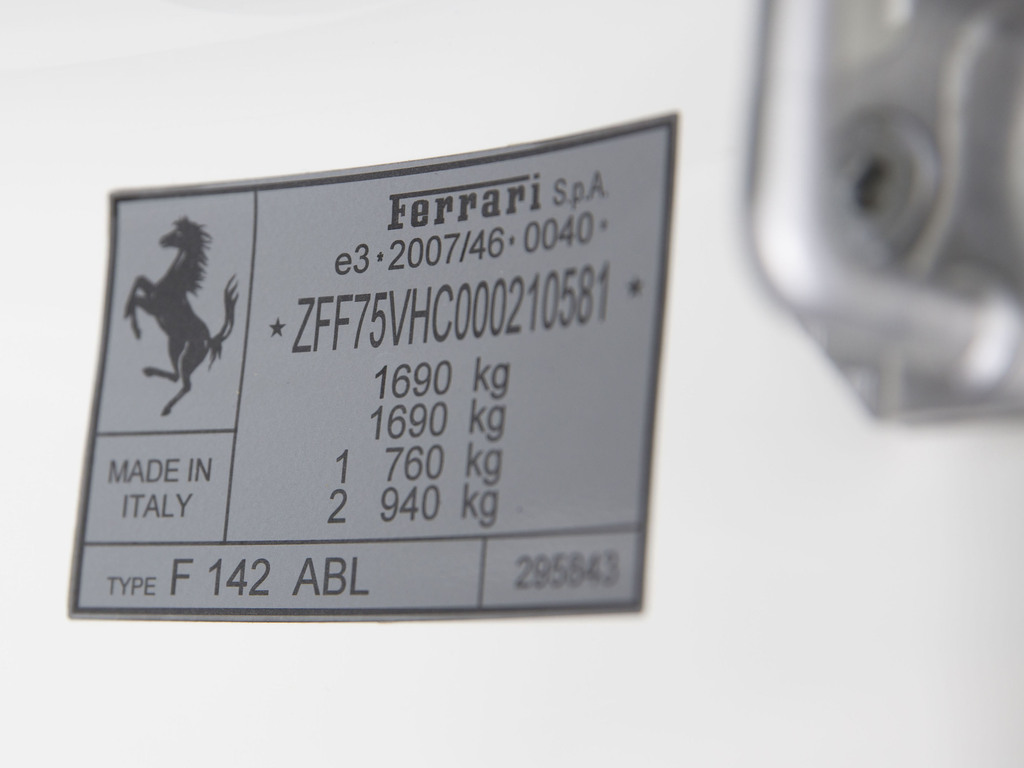 Ferrari S.p.A.
e3*2007/46*0040*
*ZFF75VHC000210581*
1690 kg
1690 kg
1 760 kg
2 940 kg
MADE IN
ITALY
TYPE F 142 ABL
295843